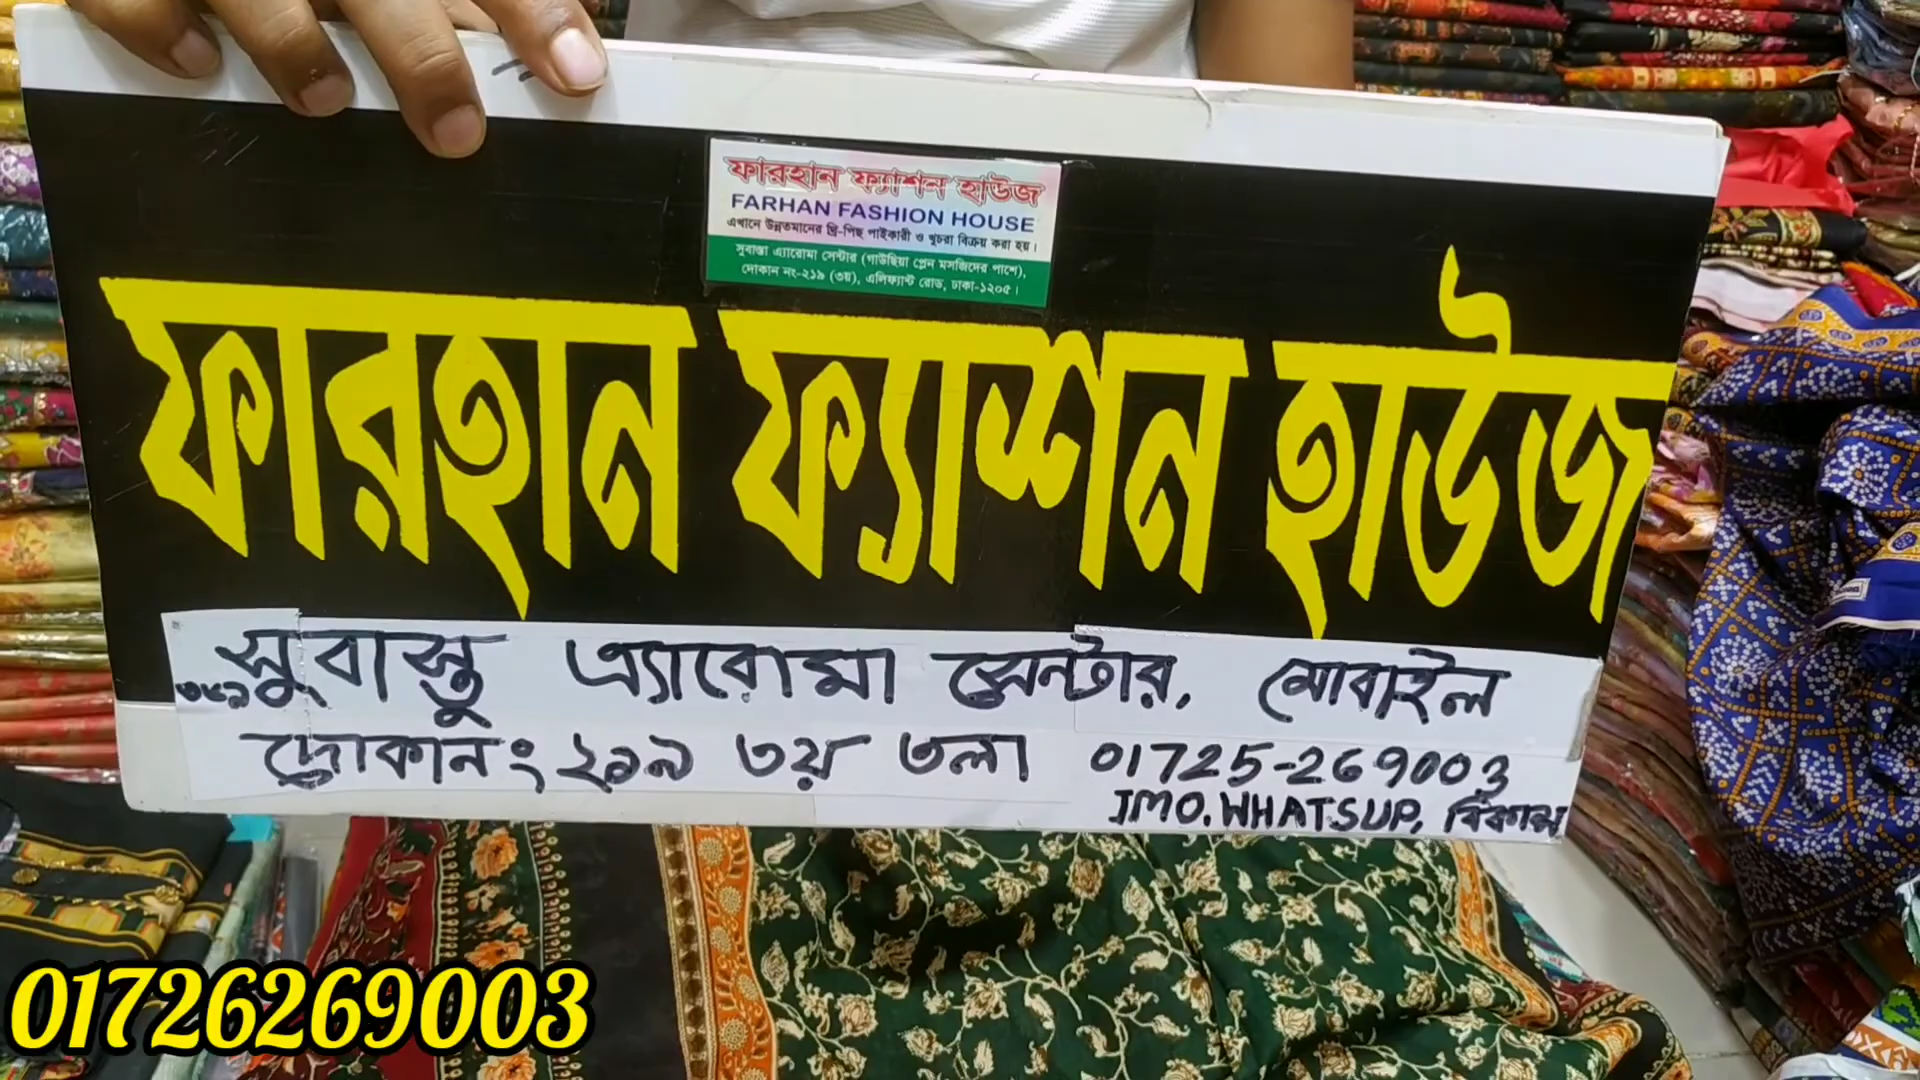 ফারহান ফ্যাশন হাউজ
FARHAN FASHION HOUSE
এখানে উন্নতমানের থ্রি-পিছ পাইকারী ও খুচরা বিক্রয় করা হয়।
সুবাস্তা এ্যারোমা সেন্টার (গাউছিয়া প্লেন মসজিদের পাশে),
দোকান নং-২১৯ (৩য়), এলিফ্যান্ট রোড, ঢাকা-১২০৫।
ফারহান ফ্যাশন হাউজ
সুবাস্তু এ্যারোমা সেন্টার, মোবাইল
দোকান নং ২১৯ ৩য় তলা 01725-269003
IMO. WHATSUP, বিকাশ
01726269003